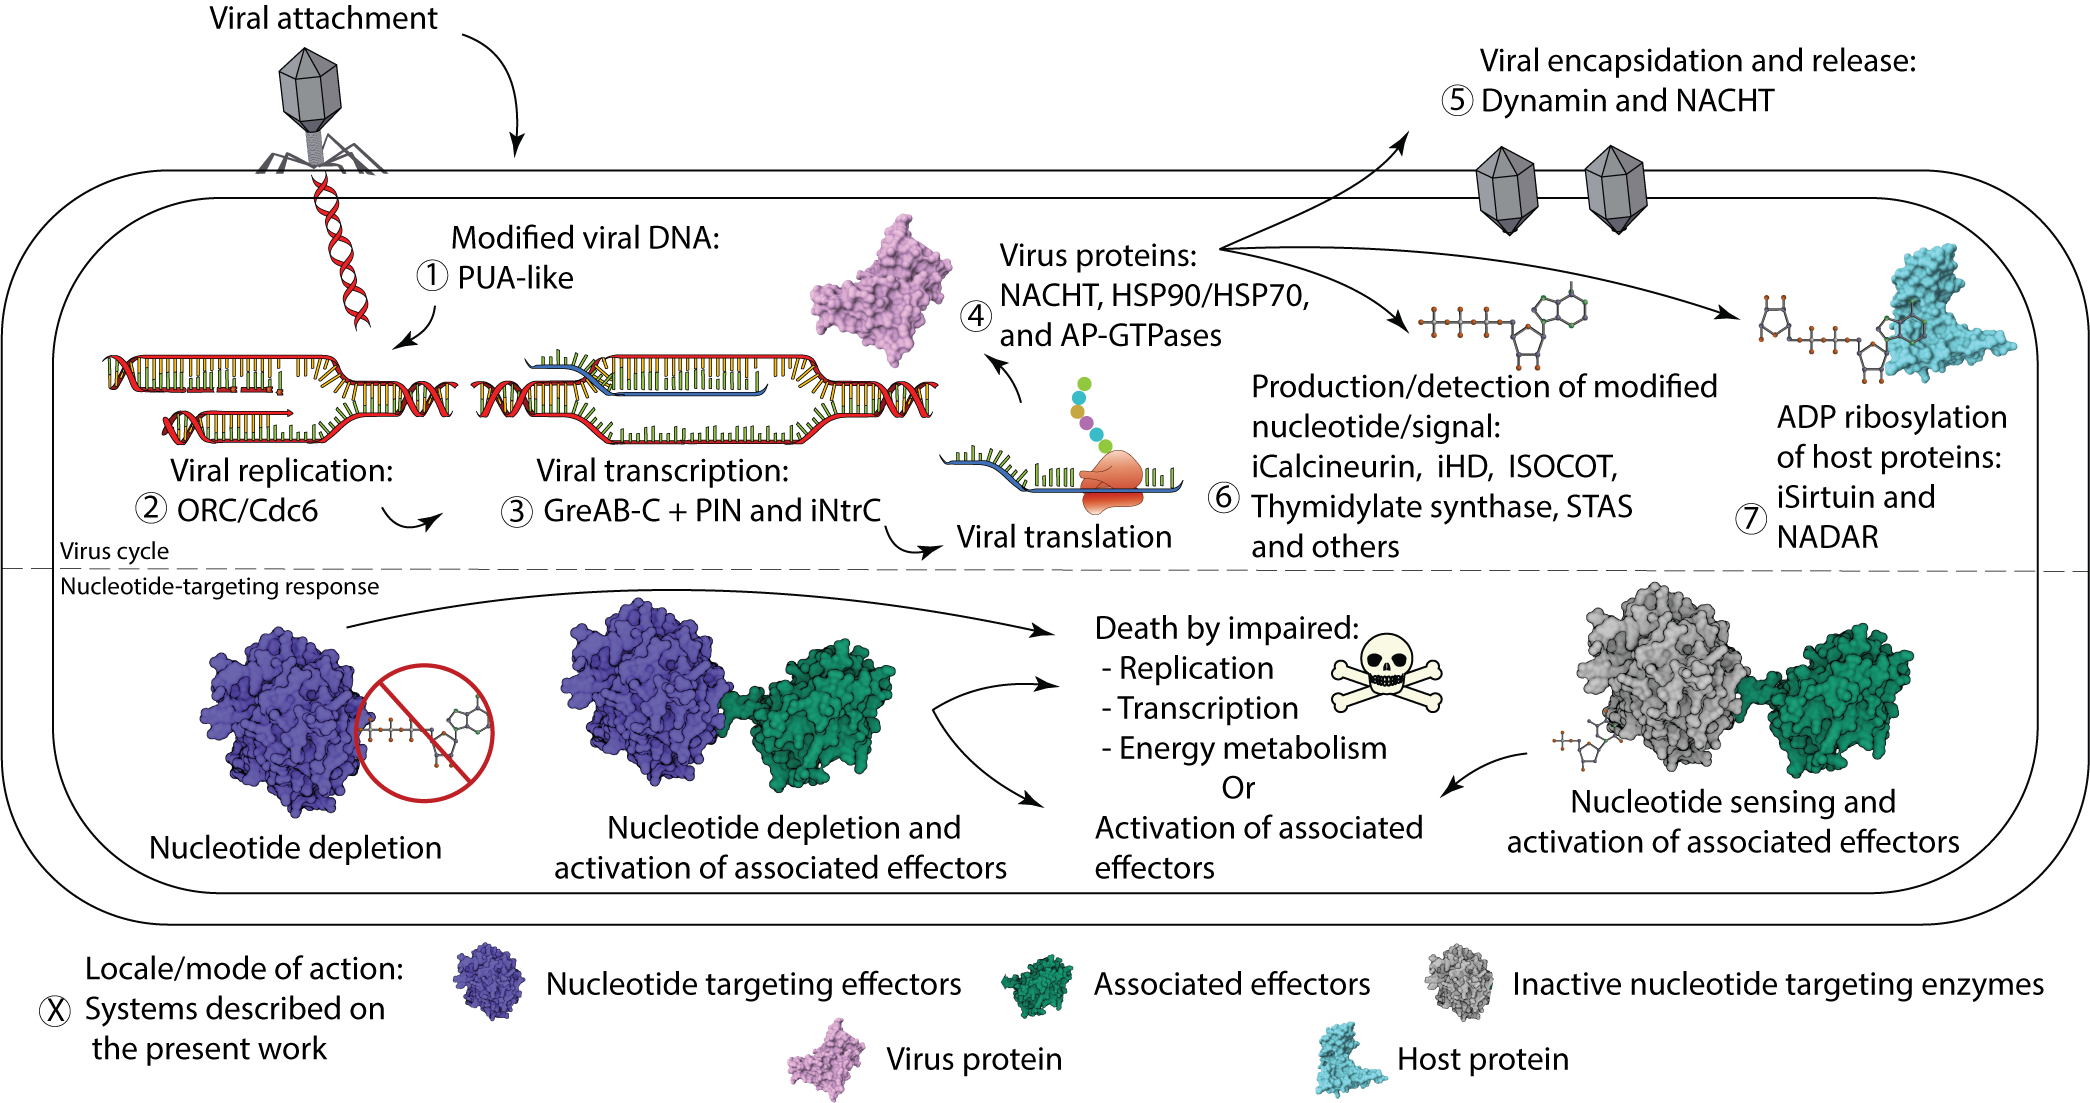 Viral attachment
Viral encapsidation and release:
5 Dynamin and NACHT
Modified viral DNA:
1 PUA-like
Virus proteins:
NACHT, HSP90/HSP70,
4
and AP-GTPases
Viral replication:
2 ORC/Cdc6
Viral transcription:
3 GreAB-C + PIN and iNtrC
Viral translation
Production/detection of modified
nucleotide/signal:
iCalcineurin, iHD, ISOCOT,
6
Thymidylate synthase, STAS
and others
ADP ribosylation
of host proteins:
iSirtuin and
7
NADAR
Virus cycle
Nucleotide-targeting response
Nucleotide depletion
Nucleotide depletion and
activation of associated effectors
Death by impaired:
- Replication
- Transcription
- Energy metabolism
Or
Activation of associated
effectors
Nucleotide sensing and
activation of associated effectors
Locale/mode of action:
X Systems described on
the present work
Nucleotide targeting effectors
Associated effectors
Inactive nucleotide targeting enzymes
Virus protein
Host protein